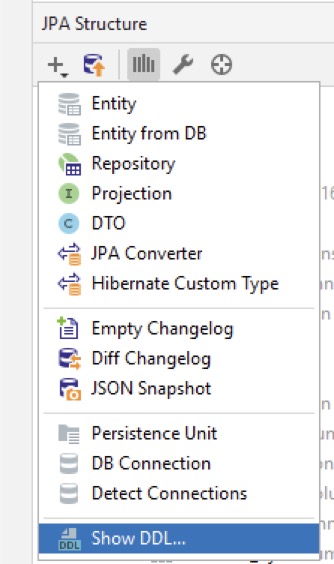 JPA Structure
Entity
Entity from DB
Repository
I Projection
C DTO
JPA Converter
Hibernate Custom Type
Empty Changelog
Diff Changelog
JSON Snapshot
Persistence Unit
DB Connection
Detect Connections
DDL Show DDL...